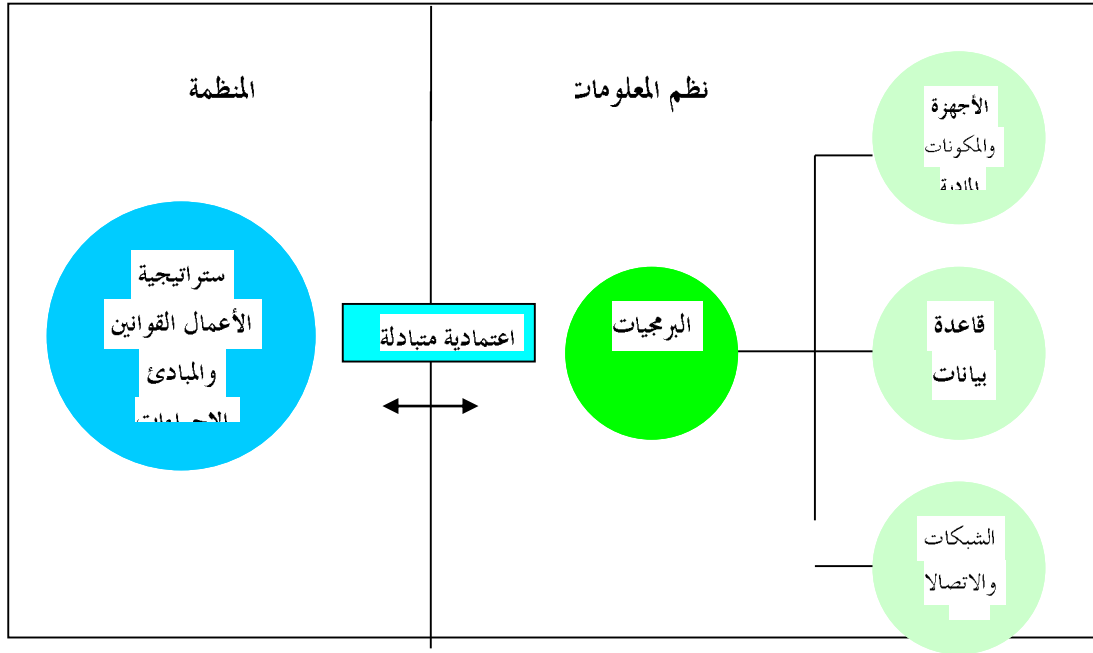 المنظمة
نظم المعلومات
ستراتيجية
الأعمال القوانين
والمبادئ
اعتمادية متبادلة
البرمجيات
الأجهزة
والمكونات
قاعدة
بيانات
الشبكات
والاتصالا